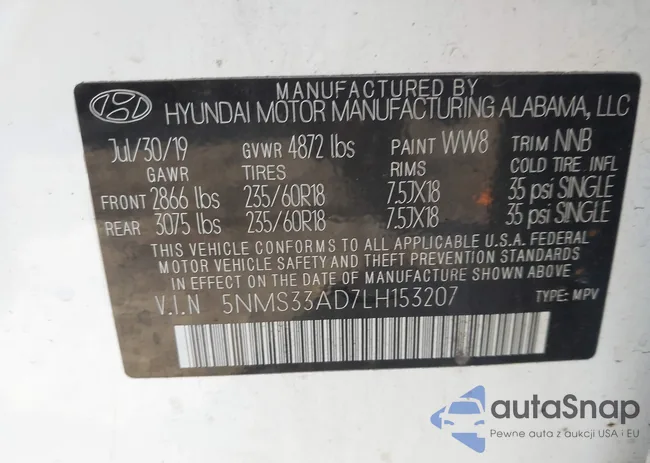 MANUFACTURED BY
HYUNDAI MOTOR MANUFACTURING ALABAMA, LLC
Jul/30/19 GVWR 4872 lbs PAINT WW8 TRIM NNB
GAWR TIRES RIMS COLD TIRE INFL
FRONT 2866 lbs 235/60R18 7.5JX18 35 psi SINGLE
REAR 3075 lbs 235/60R18 7.5JX18 35 psi SINGLE
THIS VEHICLE CONFORMS TO ALL APPLICABLE U.S.A. FEDERAL
MOTOR VEHICLE SAFETY AND THEFT PREVENTION STANDARDS
IN EFFECT ON THE DATE OF MANUFACTURE SHOWN ABOVE.
V.I.N 5NMS33AD7LH153207 TYPE: MPV
autoSnap
Pewne auta z aukcji USA i EU